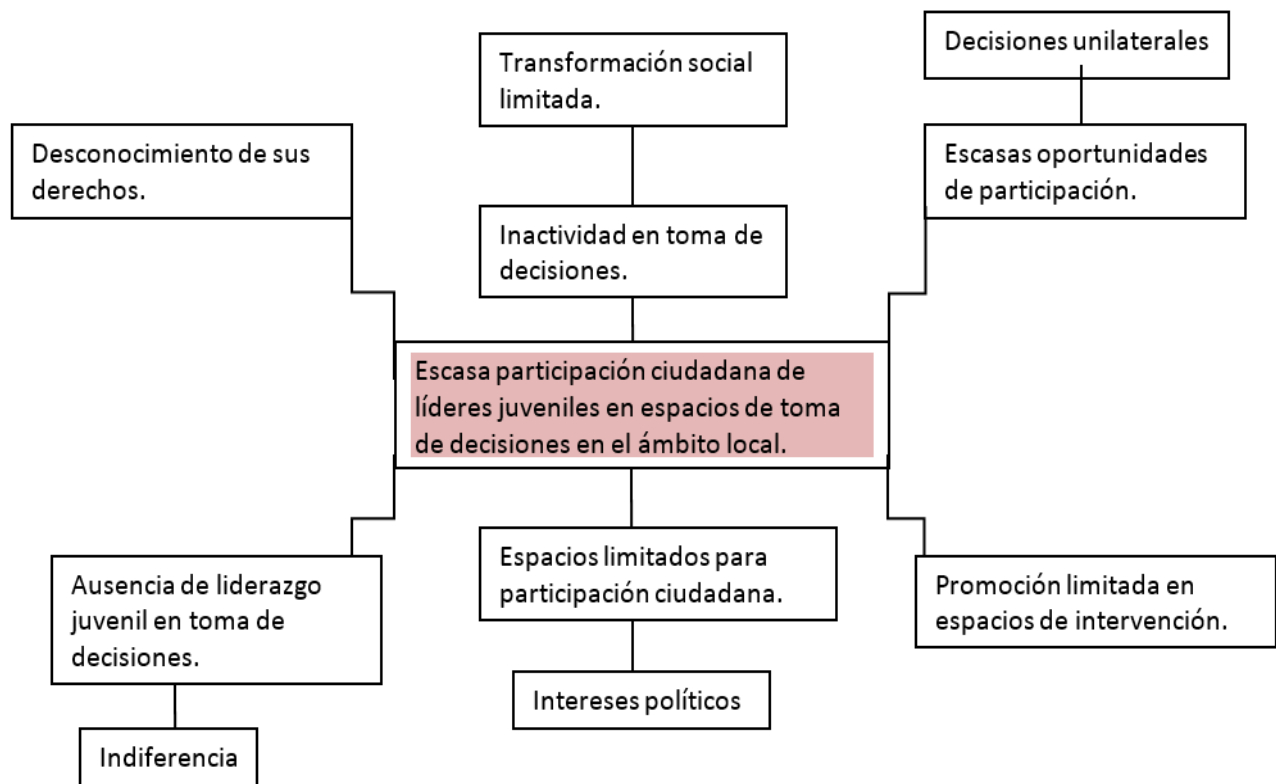 Transformación social
limitada.
Decisiones unilaterales
Desconocimiento de sus
derechos.
Escasas oportunidades
de participación.
Inactividad en toma de
decisiones.
Escasa participación ciudadana de
líderes juveniles en espacios de toma
de decisiones en el ámbito local.
Ausencia de liderazgo
juvenil en toma de
decisiones.
Espacios limitados para
participación ciudadana.
Promoción limitada en
espacios de intervención.
Intereses políticos
Indiferencia